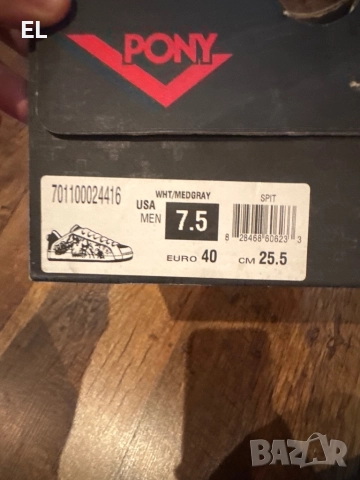 EL
PONY
701100024416
WHT/MEDGRAY
SPIT
USA MEN 7.5
8 28468 60623 3
EURO 40
CM 25.5
BAZAR